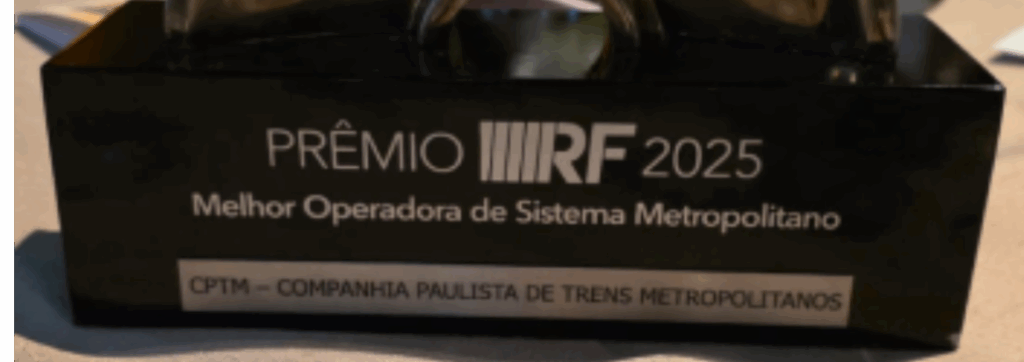 PRÊMIO RF 2025
Melhor Operadora de Sistema Metropolitano
CPTM – COMPANHIA PAULISTA DE TRENS METROPOLITANOS